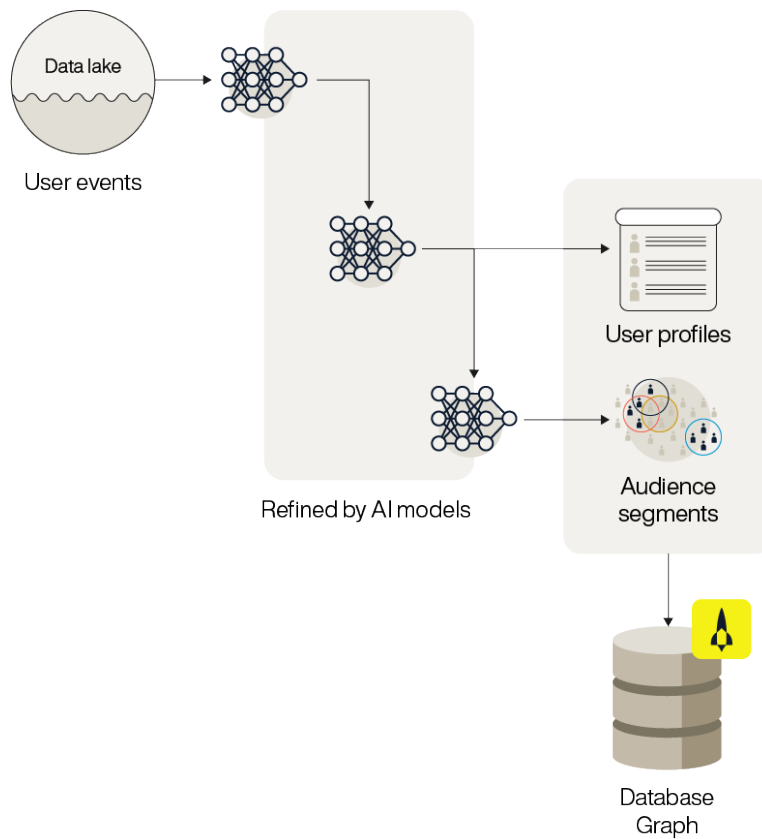 Data lake
User events
User profiles
Audience
segments
Refined by AI models
Database
Graph